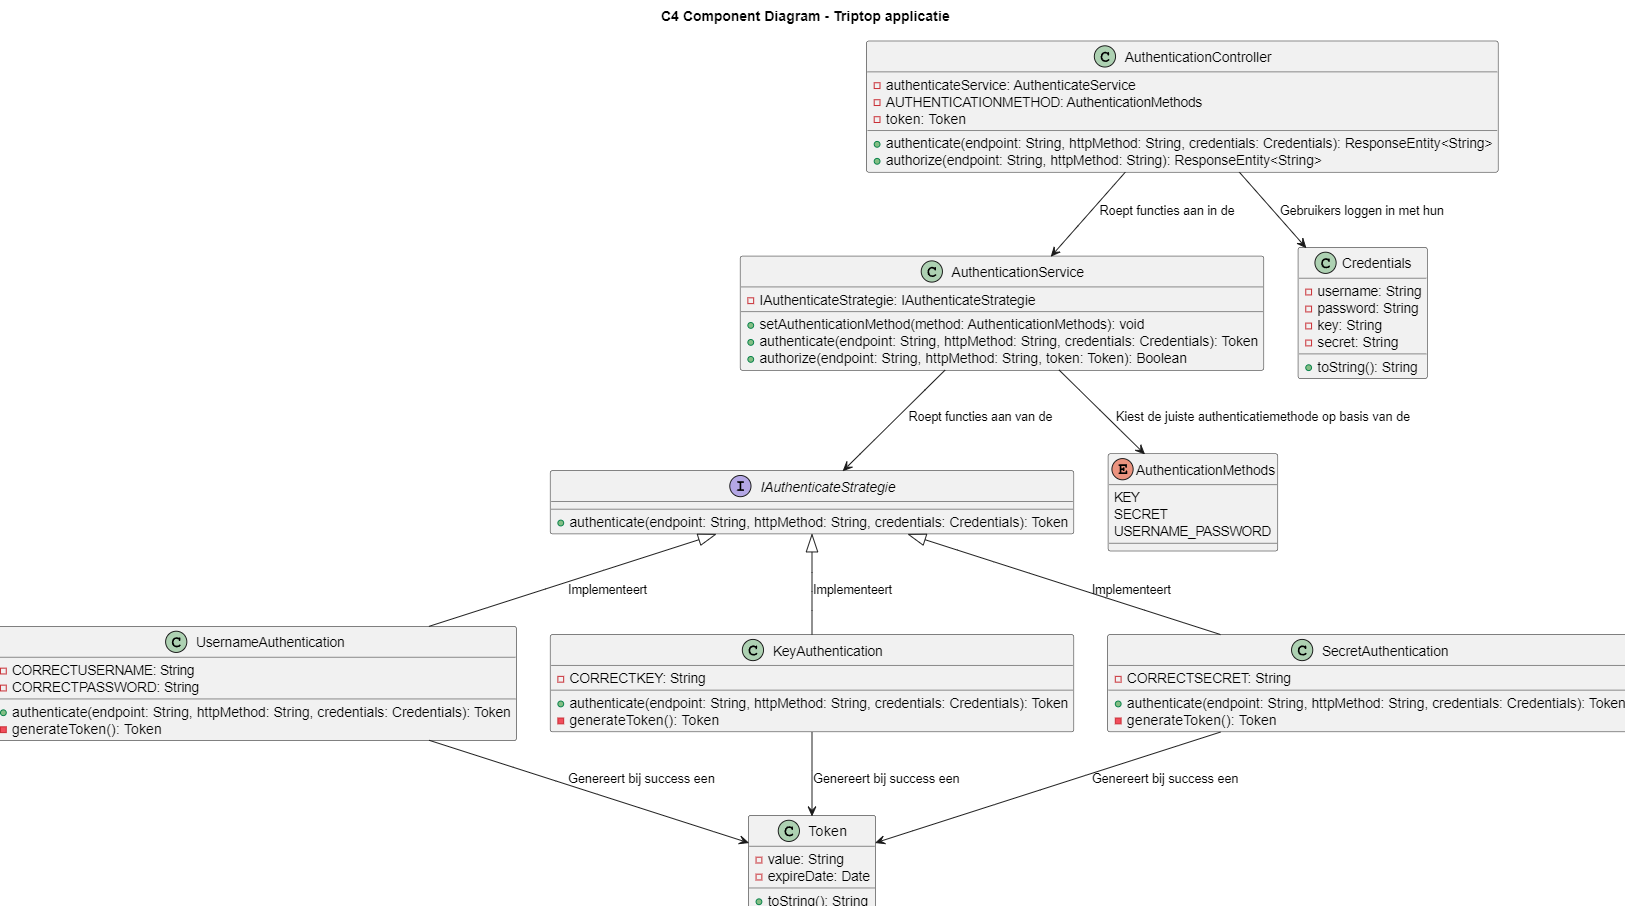 C4 Component Diagram - Triptop applicatie
C AuthenticationController
authenticateService: AuthenticateService
AUTHENTICATIONMETHOD: AuthenticationMethods
token: Token
authenticate(endpoint: String, httpMethod: String, credentials: Credentials): ResponseEntity<String>
authorize(endpoint: String, httpMethod: String): ResponseEntity<String>
Roept functies aan in de
Gebruikers loggen in met hun
C AuthenticationService
IAuthenticateStrategie: IAuthenticateStrategie
setAuthenticationMethod(method: AuthenticationMethods): void
authenticate(endpoint: String, httpMethod: String, credentials: Credentials): Token
authorize(endpoint: String, httpMethod: String, token: Token): Boolean
C Credentials
username: String
password: String
key: String
secret: String
toString(): String
Roept functies aan van de
Kiest de juiste authenticatiemethode op basis van de
I IAuthenticateStrategie
authenticate(endpoint: String, httpMethod: String, credentials: Credentials): Token
E AuthenticationMethods
KEY
SECRET
USERNAME_PASSWORD
Implementeert
Implementeert
Implementeert
C UsernameAuthentication
CORRECTUSERNAME: String
CORRECTPASSWORD: String
authenticate(endpoint: String, httpMethod: String, credentials: Credentials): Token
generateToken(): Token
C KeyAuthentication
CORRECTKEY: String
authenticate(endpoint: String, httpMethod: String, credentials: Credentials): Token
generateToken(): Token
C SecretAuthentication
CORRECTSECRET: String
authenticate(endpoint: String, httpMethod: String, credentials: Credentials): Token
generateToken(): Token
Genereert bij success een
Genereert bij success een
Genereert bij success een
C Token
value: String
expireDate: Date
toString(): String